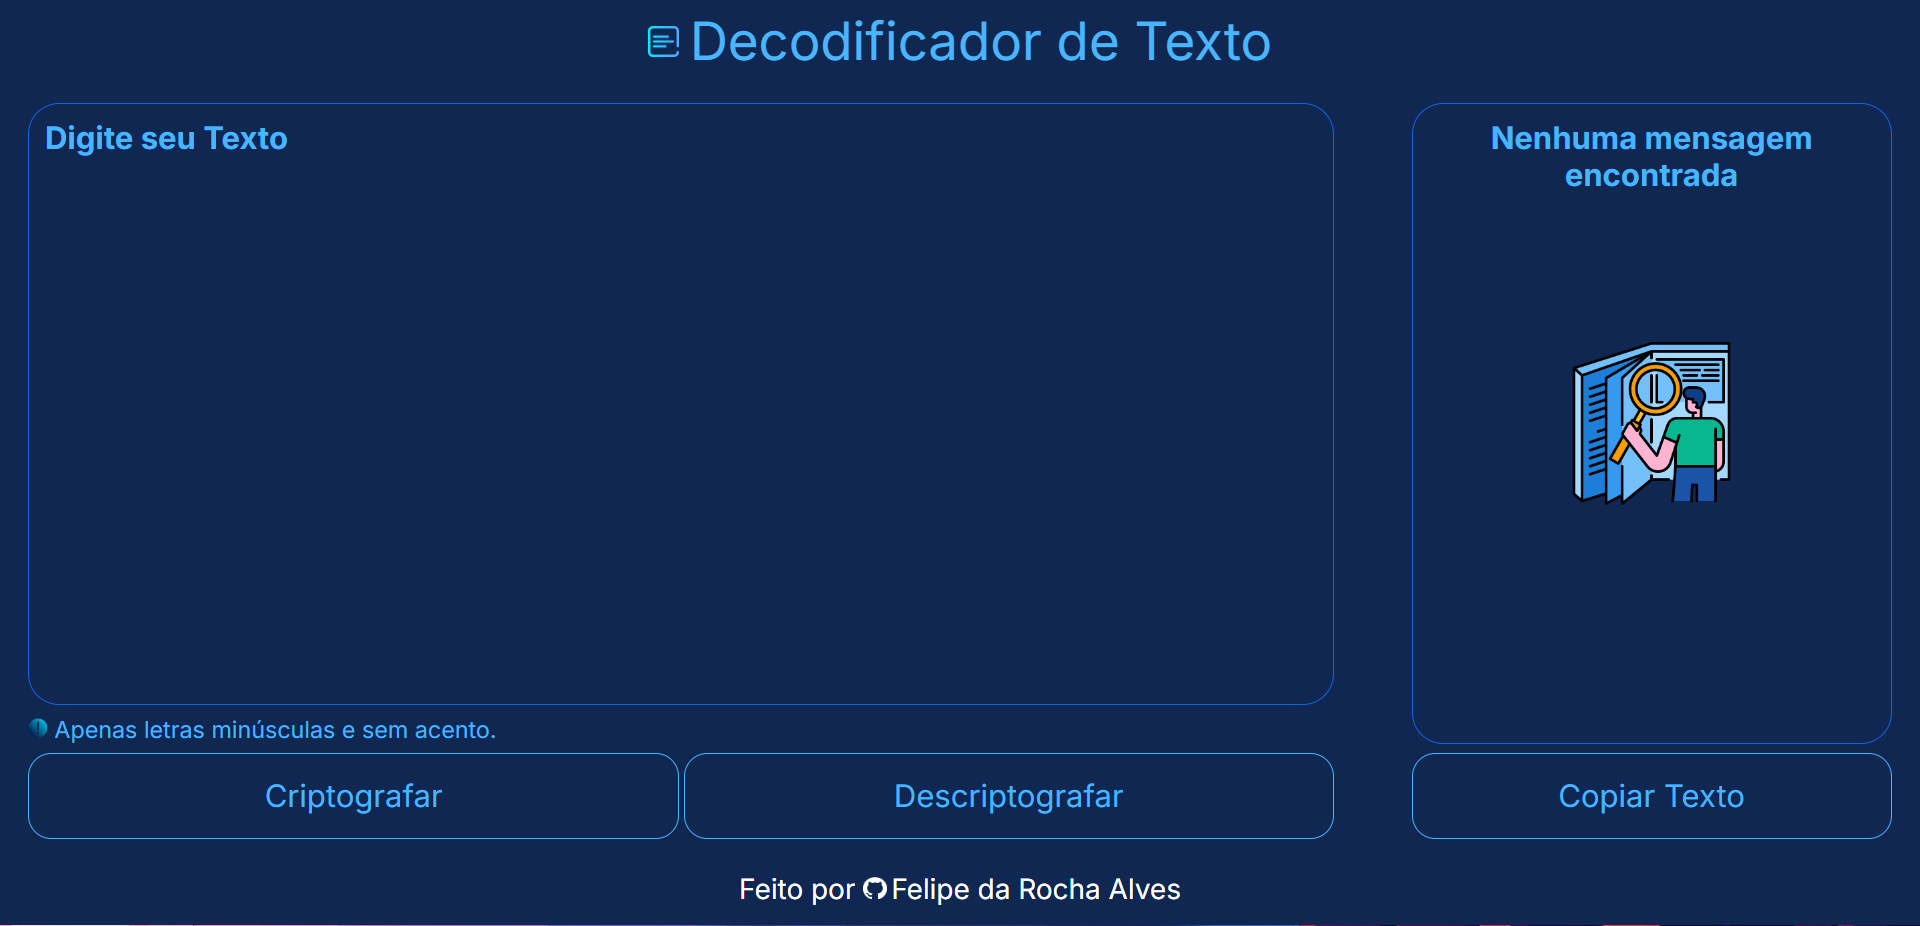 Decodificador de Texto
Digite seu Texto
Nenhuma mensagem
encontrada
Apenas letras minúsculas e sem acento.
Criptografar
Descriptografar
Copiar Texto
Feito por Felipe da Rocha Alves